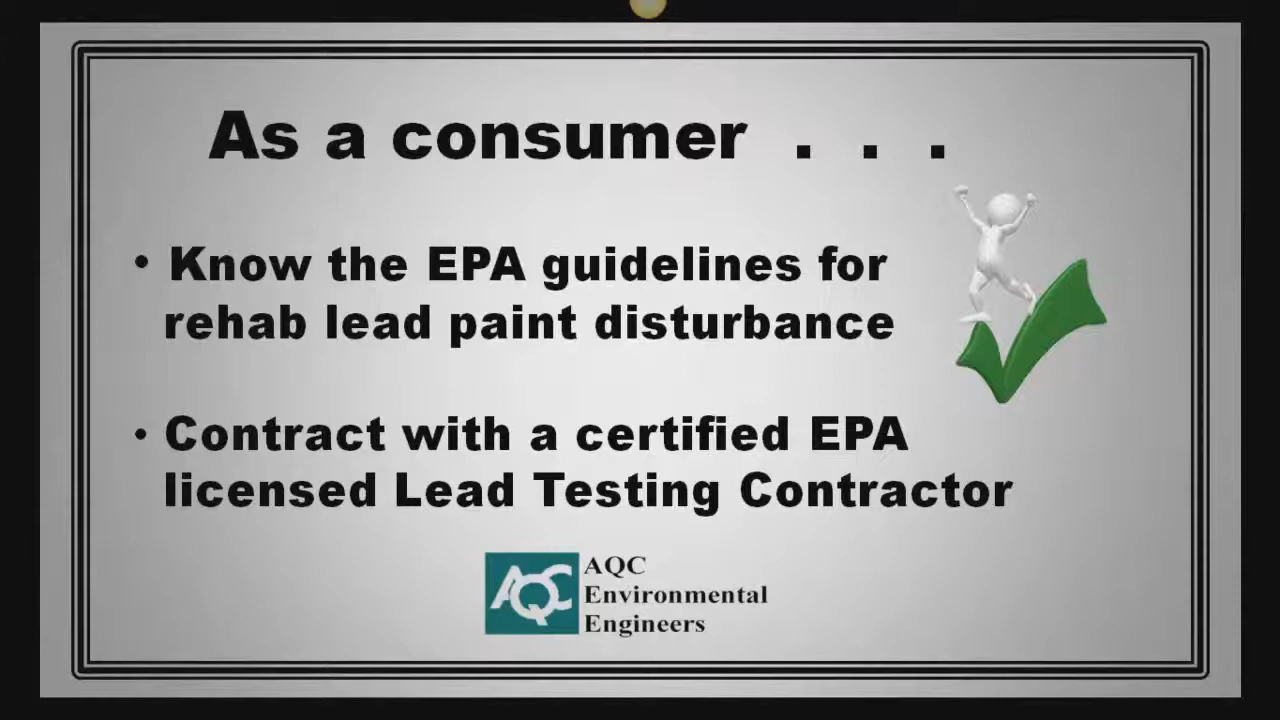 As a consumer . . .
• Know the EPA guidelines for
rehab lead paint disturbance
• Contract with a certified EPA
licensed Lead Testing Contractor
AQC
AQC
Environmental
Engineers